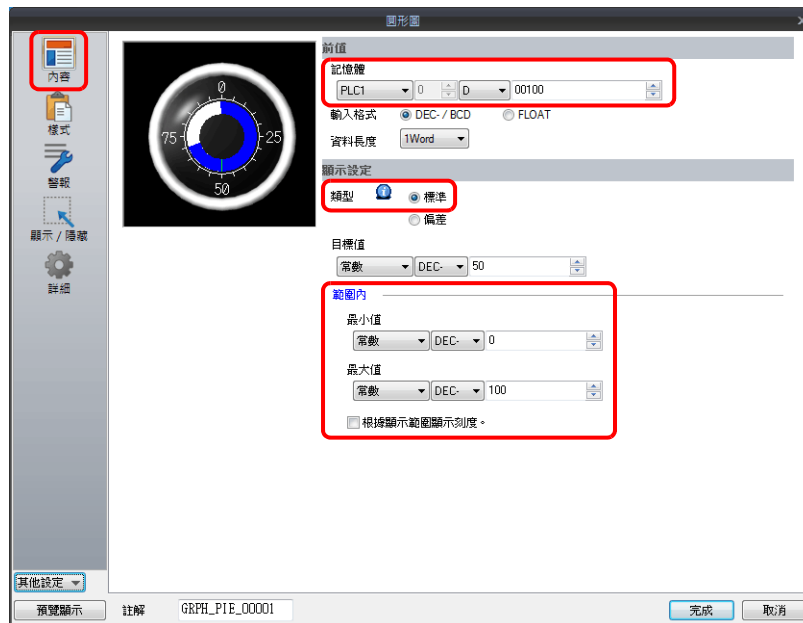 圓形圖
內容
樣式
警報
顯示 / 隱藏
詳細
0
75
25
50
前值
記憶體
PLC1 0 D 00100
輸入格式 DEC- / BCD FLOAT
資料長度 1Word
顯示設定
類型 標準
偏差
目標值
常數 DEC- 50
範圍內
最小值
常數 DEC- 0
最大值
常數 DEC- 100
根據顯示範圍顯示刻度。
其他設定
預覽顯示 註解 GRPH_PIE_00001 完成 取消